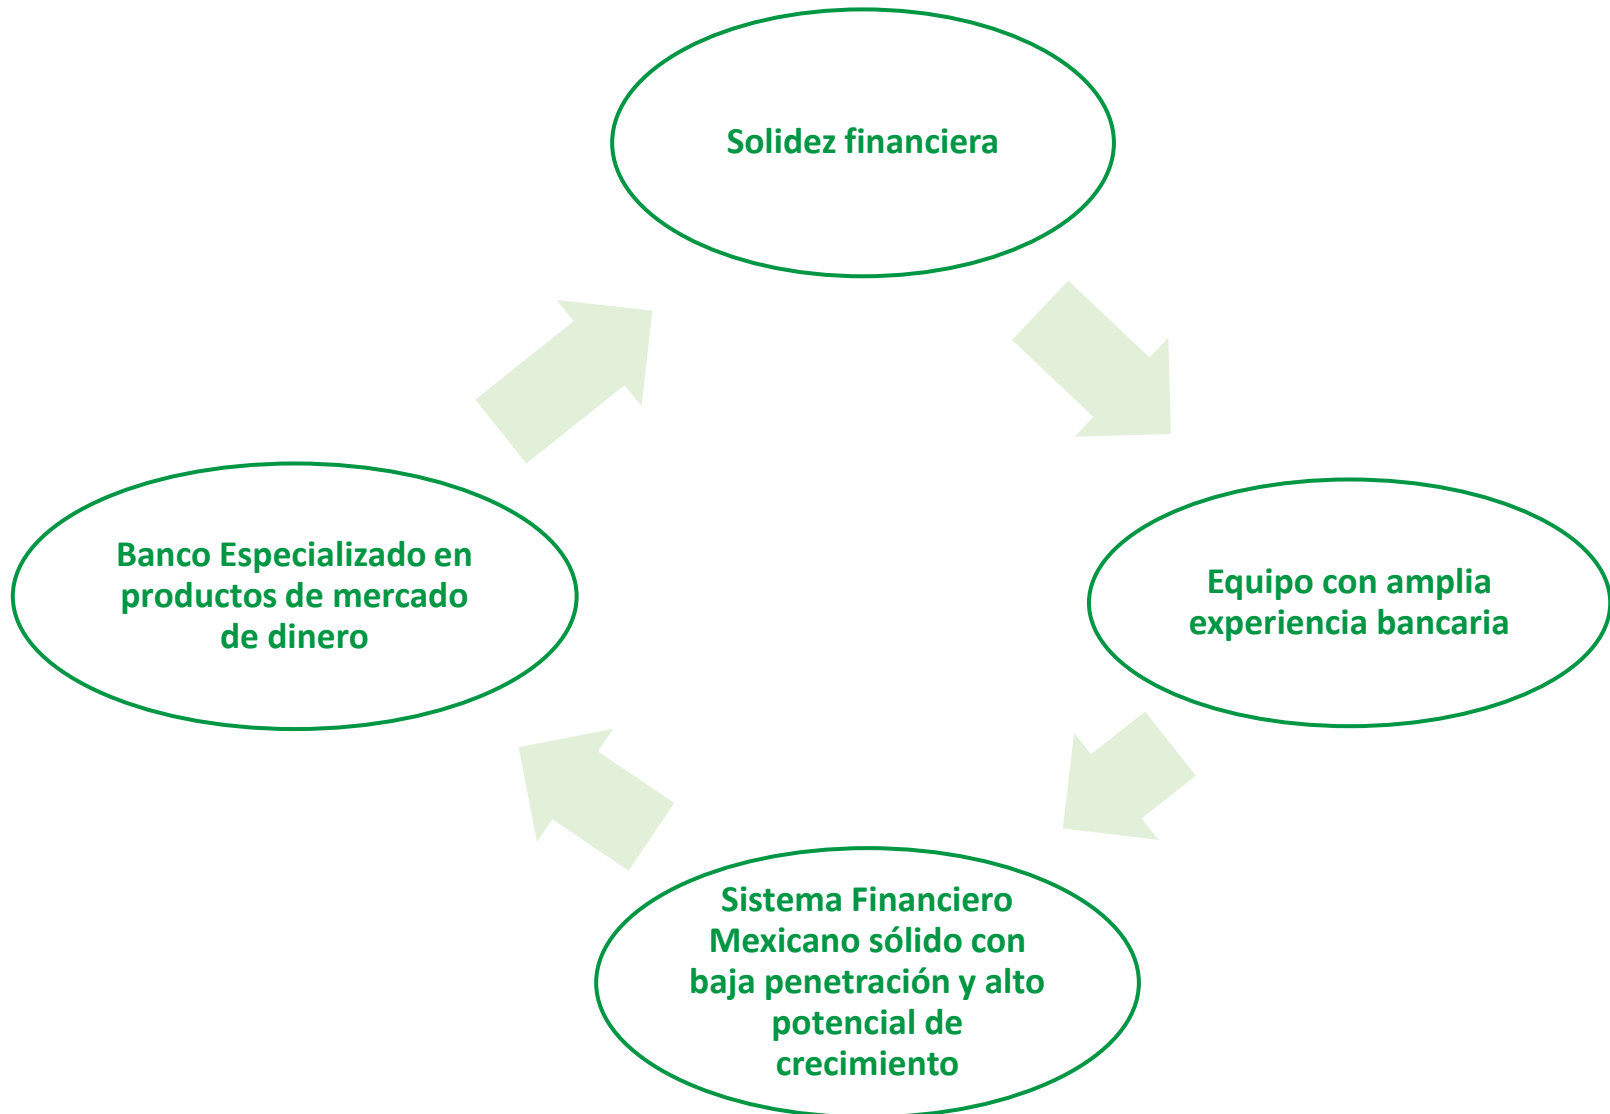 Solidez financiera
Banco Especializado en
productos de mercado
de dinero
Equipo con amplia
experiencia bancaria
Sistema Financiero
Mexicano sólido con
baja penetración y alto
potencial de
crecimiento